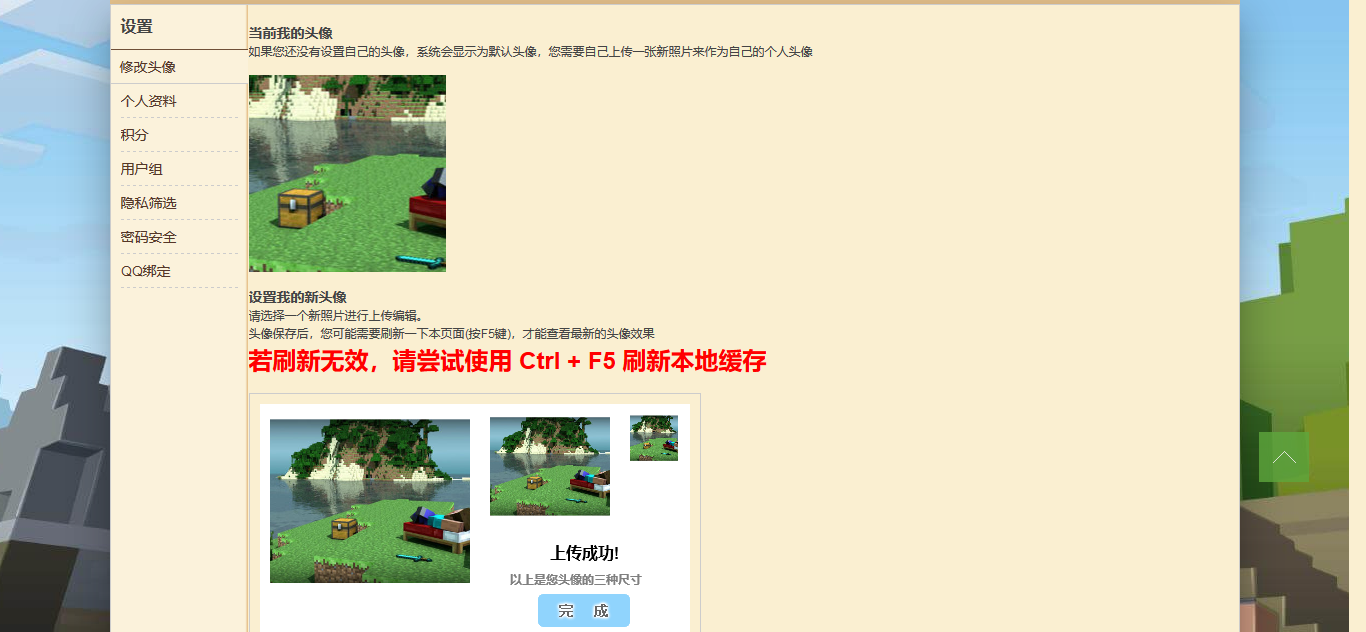 设置
修改头像
个人资料
积分
用户组
隐私筛选
密码安全
QQ绑定
当前我的头像
如果您还没有设置自己的头像，系统会显示为默认头像，您需要自己上传一张新照片来作为自己的个人头像
设置我的新头像
请选择一个新照片进行上传编辑。
头像保存后，您可能需要刷新一下本页面(按F5键)，才能查看最新的头像效果
若刷新无效，请尝试使用 Ctrl + F5 刷新本地缓存
上传成功!
以上是您头像的三种尺寸
完 成